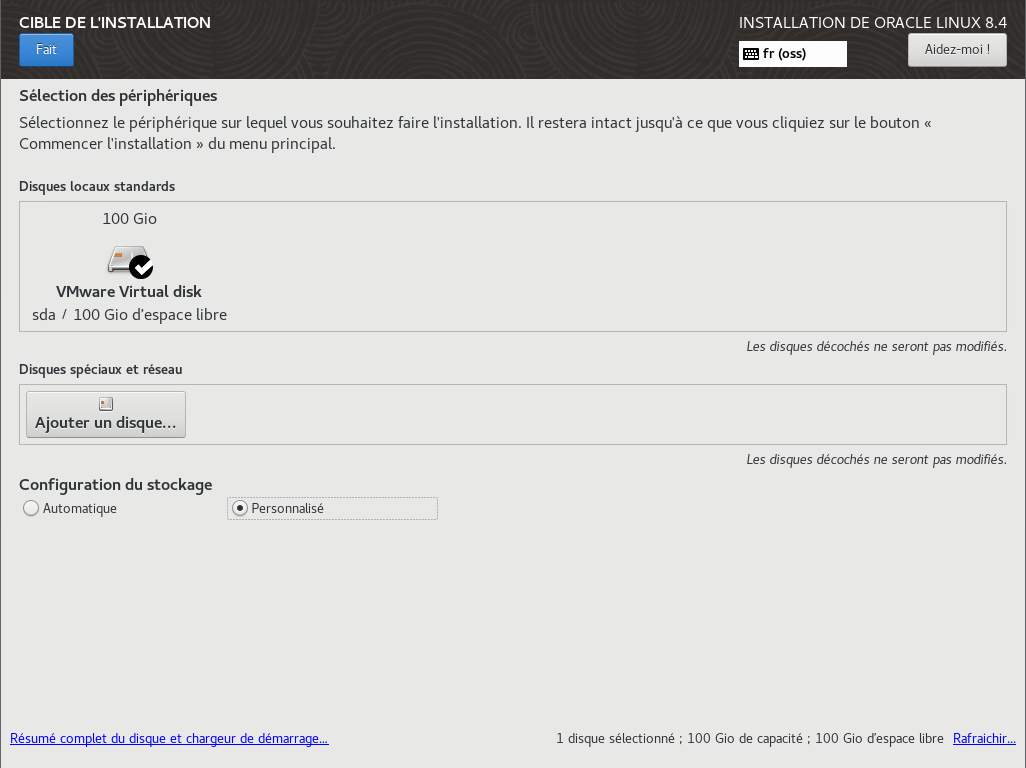 CIBLE DE L'INSTALLATION
INSTALLATION DE ORACLE LINUX 8.4
Fait
fr (oss)
Aidez-moi !
Sélection des périphériques
Sélectionnez le périphérique sur lequel vous souhaitez faire l'installation. Il restera intact jusqu'à ce que vous cliquiez sur le bouton «
Commencer l'installation » du menu principal.
Disques locaux standards
100 Gio
VMware Virtual disk
sda / 100 Gio d'espace libre
Les disques décochés ne seront pas modifiés.
Disques spéciaux et réseau
Ajouter un disque…
Les disques décochés ne seront pas modifiés.
Configuration du stockage
Automatique
Personnalisé
Résumé complet du disque et chargeur de démarrage…
1 disque sélectionné ; 100 Gio de capacité ; 100 Gio d'espace libre
Rafraichir…